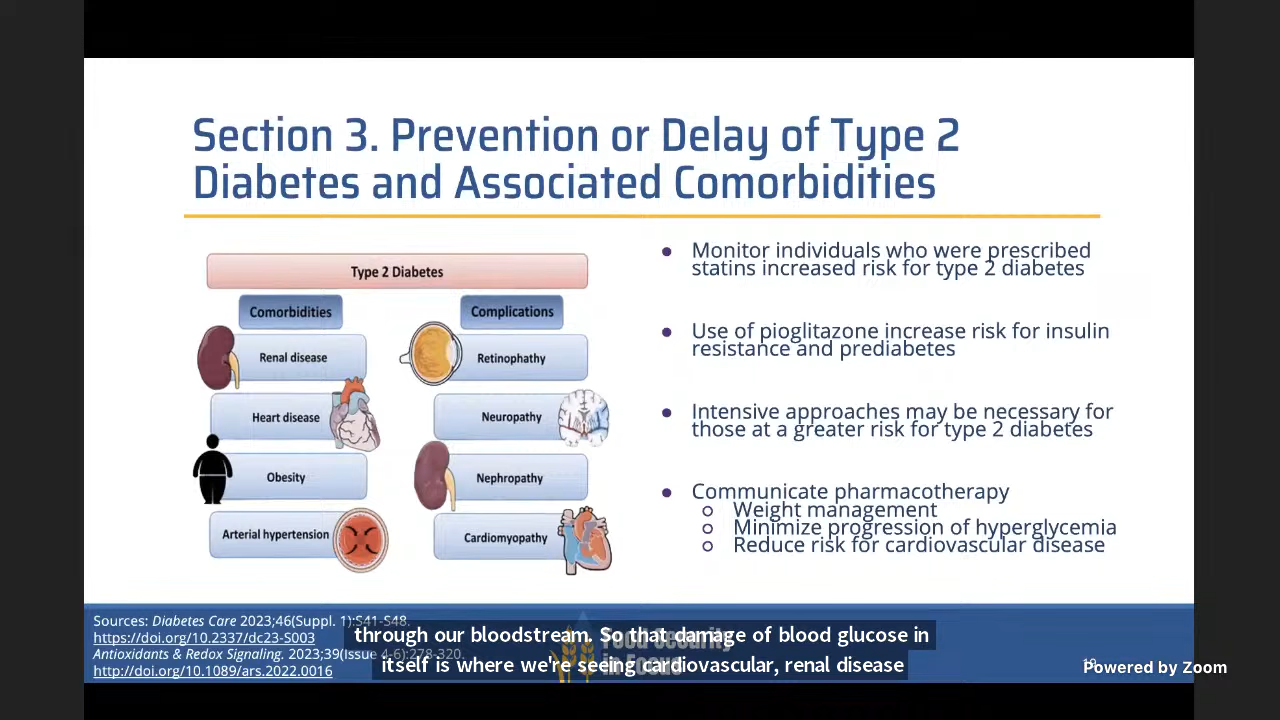 Section 3. Prevention or Delay of Type 2
Diabetes and Associated Comorbidities
Type 2 Diabetes
Comorbidities
Renal disease
Heart disease
Obesity
Arterial hypertension
Complications
Retinophathy
Neuropathy
Nephropathy
Cardiomyopathy
● Monitor individuals who were prescribed
statins increased risk for type 2 diabetes
● Use of pioglitazone increase risk for insulin
resistance and prediabetes
● Intensive approaches may be necessary for
those at a greater risk for type 2 diabetes
● Communicate pharmacotherapy
○ Weight management
○ Minimize progression of hyperglycemia
○ Reduce risk for cardiovascular disease
Sources: Diabetes Care 2023;46(Suppl. 1):S41-S48.
https://doi.org/10.2337/dc23-S003
Antioxidants & Redox Signaling. 2023;39(Issue 4-6):278-320.
http://doi.org/10.1089/ars.2022.0016
Food Security
in Focus
through our bloodstream. So that damage of blood glucose in
itself is where we're seeing cardiovascular, renal disease
Powered by Zoom